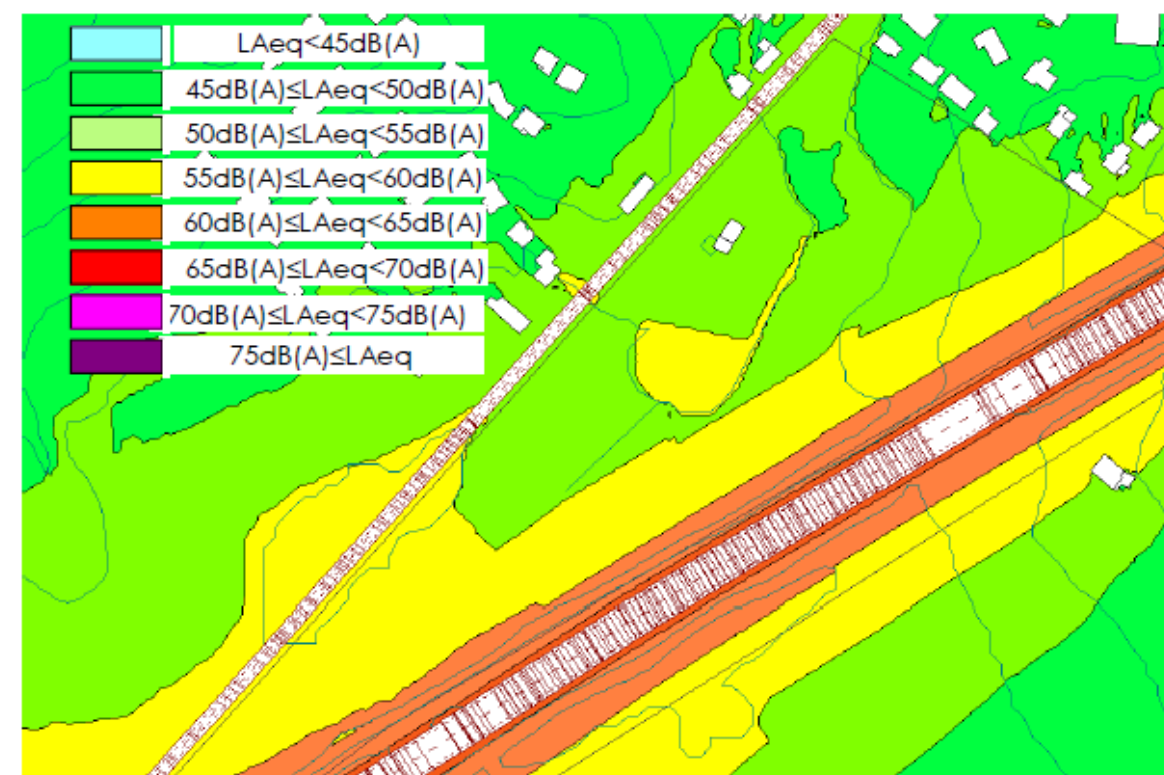 LAeq<45dB(A)
45dB(A)≤LAeq<50dB(A)
50dB(A)≤LAeq<55dB(A)
55dB(A)≤LAeq<60dB(A)
60dB(A)≤LAeq<65dB(A)
65dB(A)≤LAeq<70dB(A)
70dB(A)≤LAeq<75dB(A)
75dB(A)≤LAeq